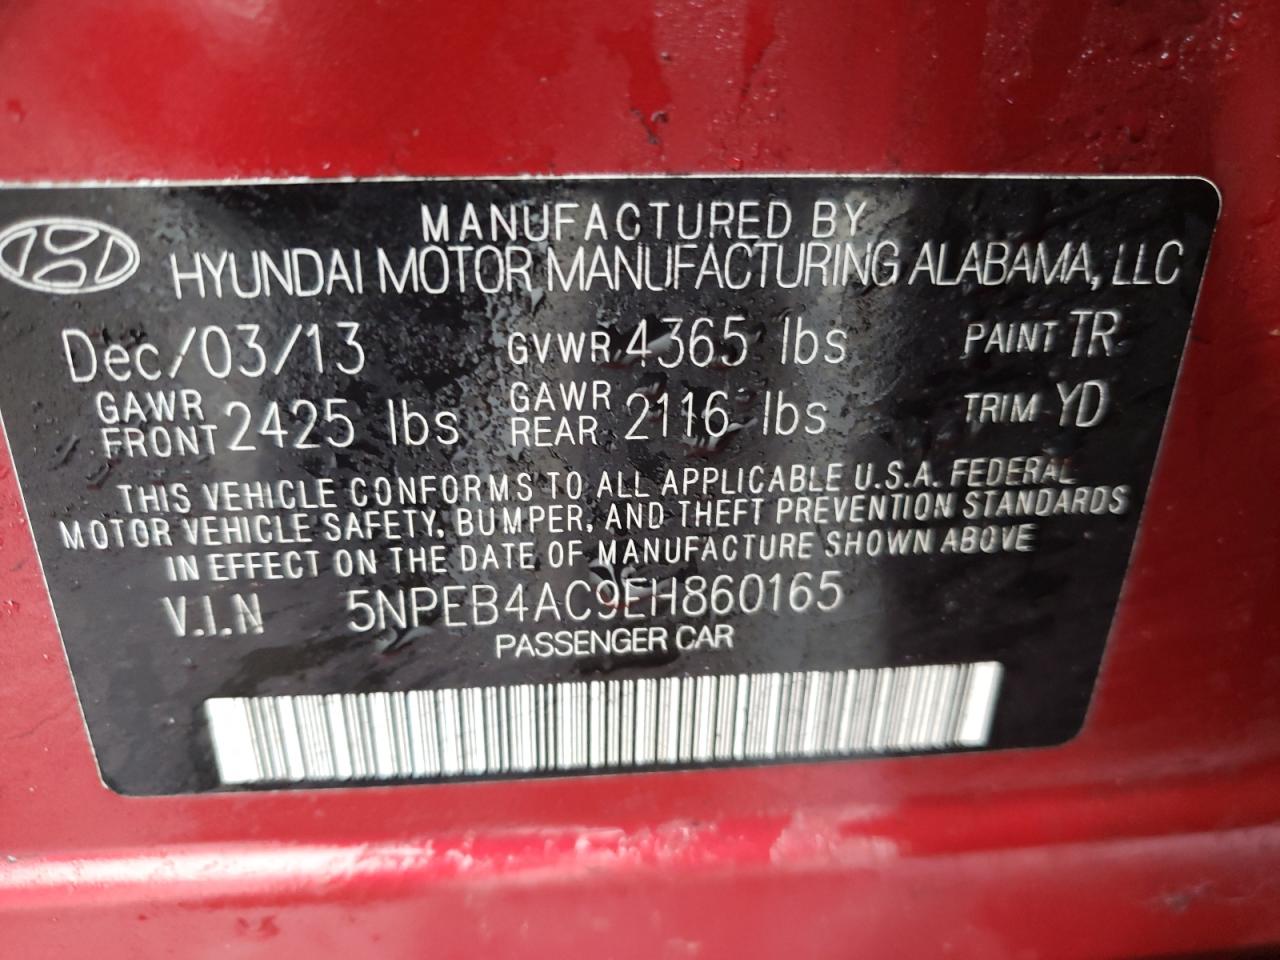 MANUFACTURED BY
HYUNDAI MOTOR MANUFACTURING ALABAMA, LLC
Dec/03/13 GVWR 4365 lbs PAINT TR
GAWR FRONT 2425 lbs GAWR REAR 2116 lbs TRIM YD
THIS VEHICLE CONFORMS TO ALL APPLICABLE U.S.A. FEDERAL
MOTOR VEHICLE SAFETY, BUMPER, AND THEFT PREVENTION STANDARDS
IN EFFECT ON THE DATE OF MANUFACTURE SHOWN ABOVE
V.I.N 5NPEB4AC9EH860165
PASSENGER CAR